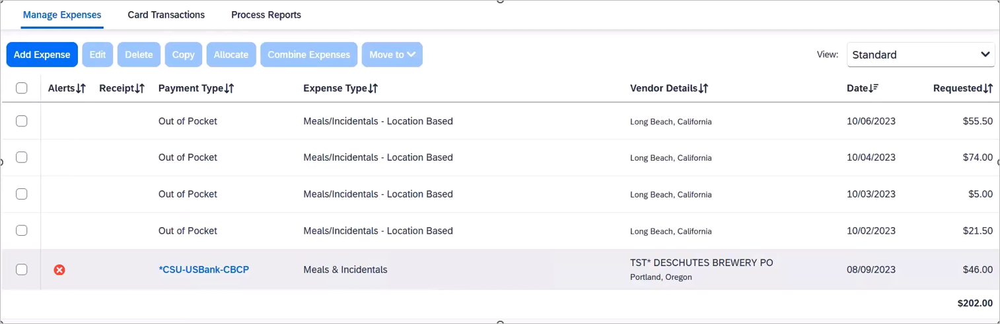 Manage Expenses Card Transactions Process Reports
Add Expense Edit Delete Copy Allocate Combine Expenses Move to View: Standard
Alerts Receipt Payment Type Expense Type Vendor Details Date Requested
Out of Pocket Meals/Incidentals - Location Based Long Beach, California 10/06/2023 $55.50
Out of Pocket Meals/Incidentals - Location Based Long Beach, California 10/04/2023 $74.00
Out of Pocket Meals/Incidentals - Location Based Long Beach, California 10/03/2023 $5.00
Out of Pocket Meals/Incidentals - Location Based Long Beach, California 10/02/2023 $21.50
*CSU-USBank-CBCP Meals & Incidentals TST* DESCHUTES BREWERY PO 08/09/2023 $46.00
Portland, Oregon
$202.00